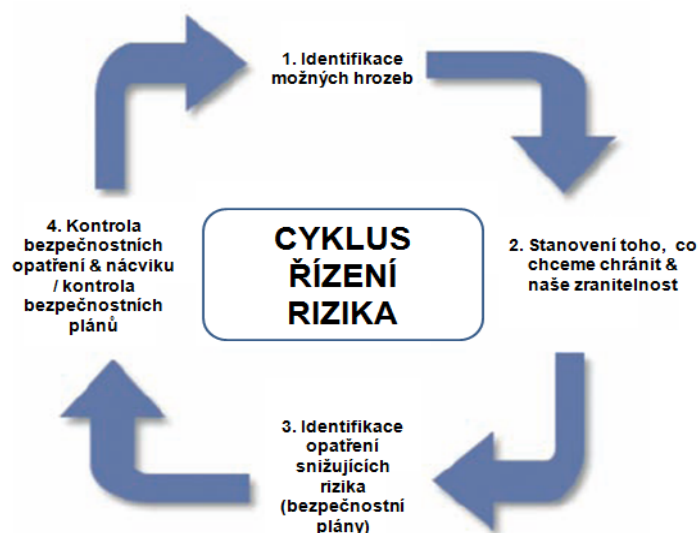 1. Identifikace
možných hrozeb
2. Stanovení toho, co
chceme chránit &
naše zranitelnost
3. Identifikace
opatření
snižujících
rizika
(bezpečnostní
plány)
4. Kontrola
bezpečnostních
opatření & nácviku
/ kontrola
bezpečnostních
plánů
CYKLUS
ŘÍZENÍ
RIZIKA